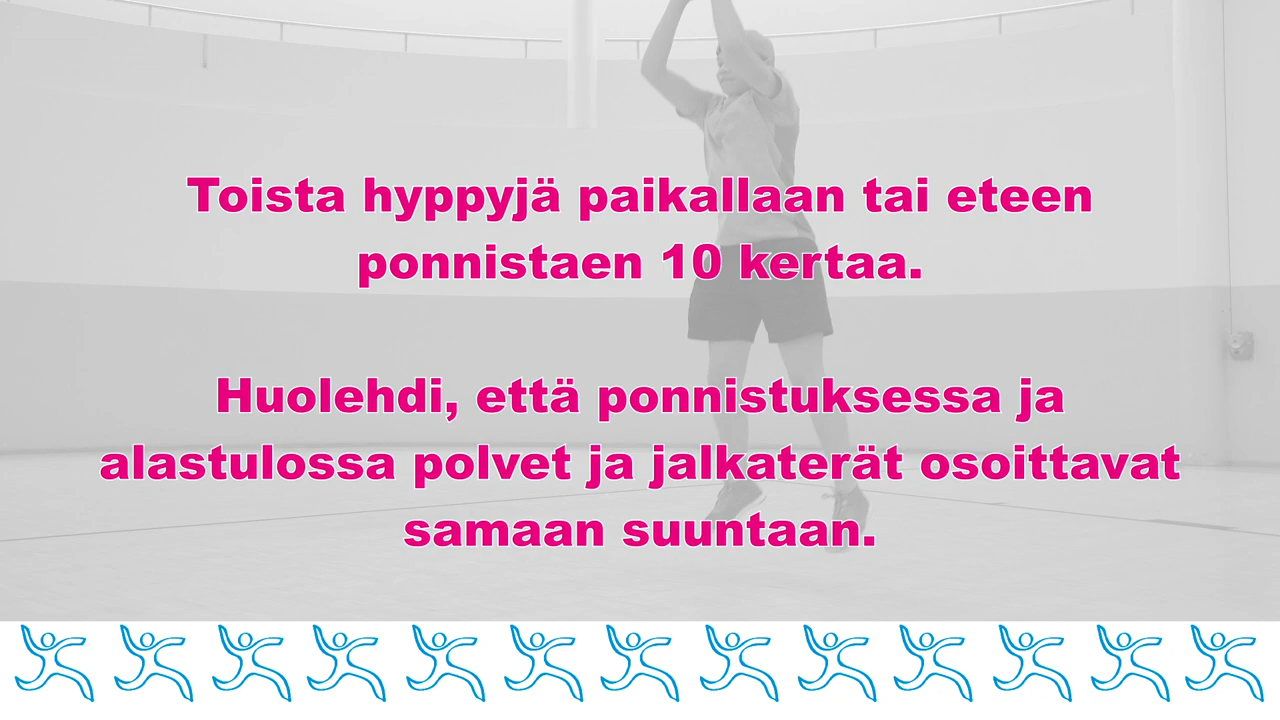 Toista hyppyjä paikallaan tai eteen
ponnistaen 10 kertaa.
Huolehdi, että ponnistuksessa ja
alastulossa polvet ja jalkaterät osoittavat
samaan suuntaan.